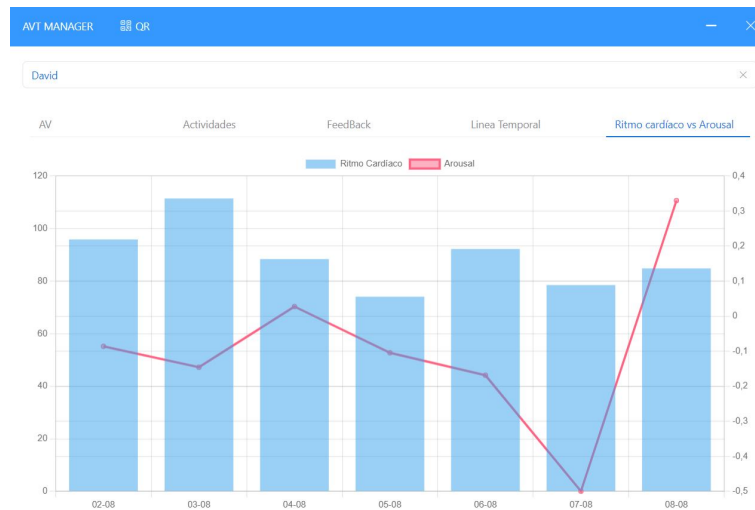 AVT MANAGER QR
David
AV Actividades FeedBack Linea Temporal Ritmo cardíaco vs Arousal
Ritmo Cardíaco Arousal
120 0,4
0,3
100
0,2
80 0,1
0
60
-0,1
40
-0,2
-0,3
20
-0,4
0 -0,5
02-08 03-08 04-08 05-08 06-08 07-08 08-08